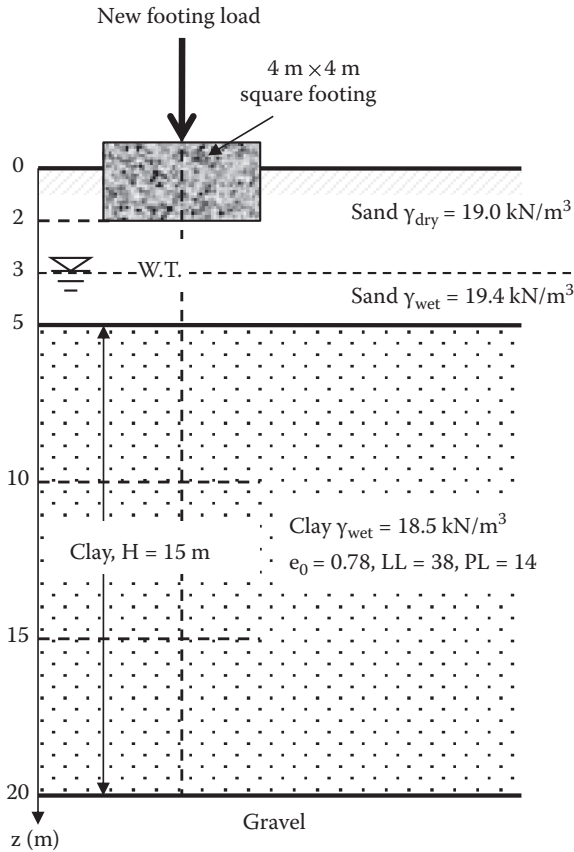 New footing load
4 m × 4 m
square footing
0
Sand γdry = 19.0 kN/m³
2
3
W.T.
Sand γwet = 19.4 kN/m³
5
10
Clay γwet = 18.5 kN/m³
Clay, H = 15 m
e₀ = 0.78, LL = 38, PL = 14
15
20
Gravel
z (m)